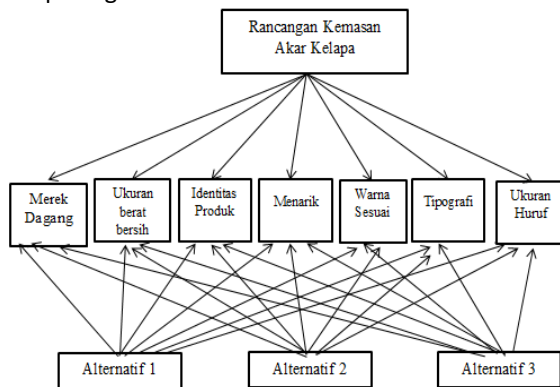 Rancangan Kemasan
Akar Kelapa
Merek
Dagang
Ukuran
berat
bersih
Identitas
Produk
Menarik
Warna
Sesuai
Tipografi
Ukuran
Huruf
Alternatif 1
Alternatif 2
Alternatif 3